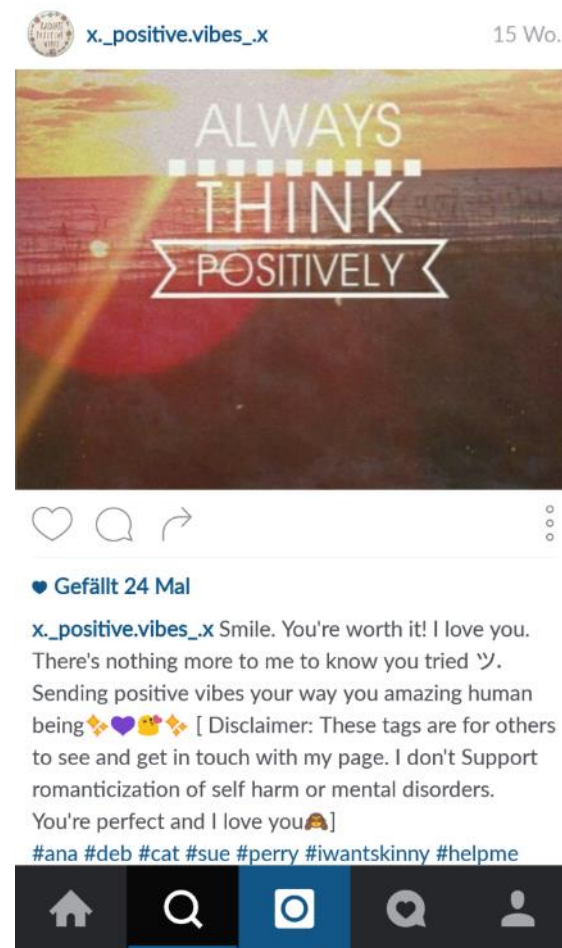 x._positive.vibes_.x
15 Wo.
ALWAYS
THINK
POSITIVELY
Gefällt 24 Mal
x._positive.vibes_.x Smile. You're worth it! I love you.
There's nothing more to me to know you tried ツ.
Sending positive vibes your way you amazing human
being✨💜😘✨ [ Disclaimer: These tags are for others
to see and get in touch with my page. I don't Support
romanticization of self harm or mental disorders.
You're perfect and I love you🙈]
#ana #deb #cat #sue #perry #iwantskinny #helpme